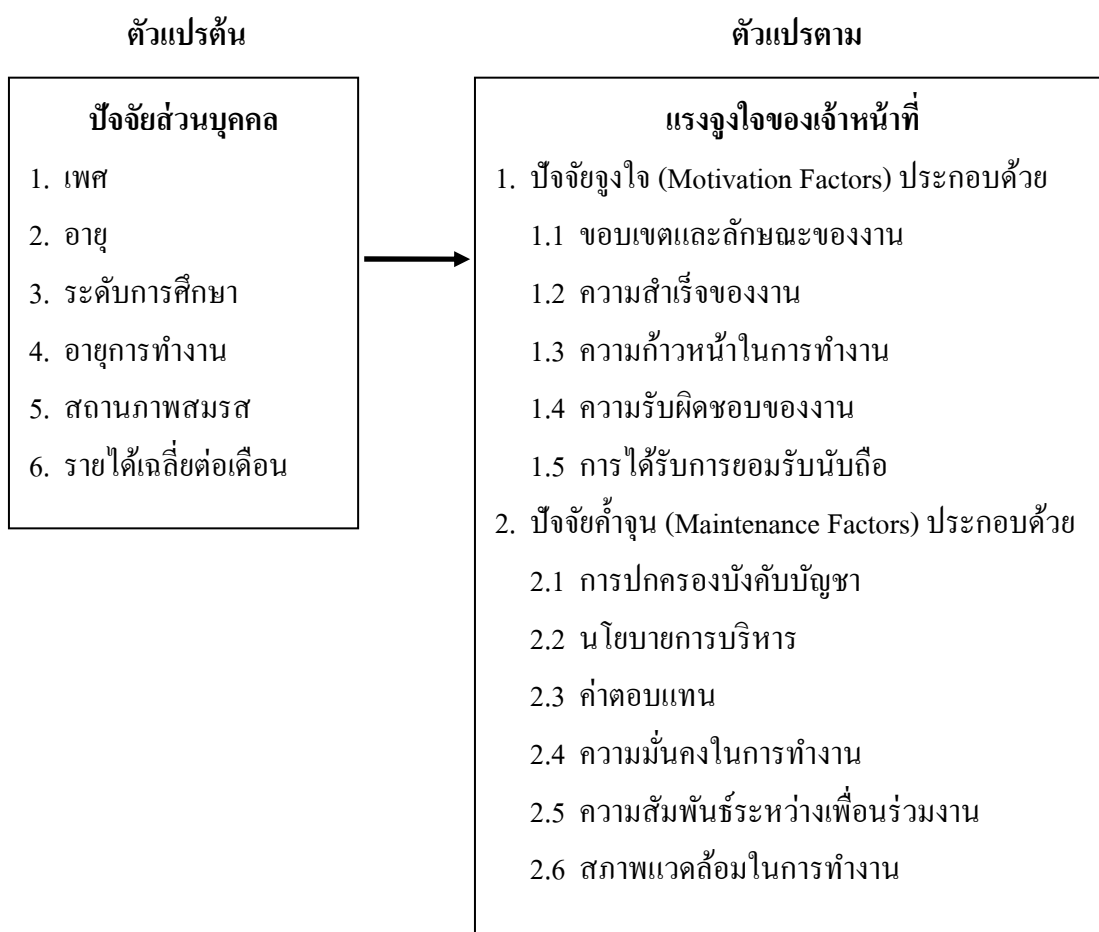 ตัวแปรต้น
ปัจจัยส่วนบุคคล
1. เพศ
2. อายุ
3. ระดับการศึกษา
4. อายุการทำงาน
5. สถานภาพสมรส
6. รายได้เฉลี่ยต่อเดือน
ตัวแปรตาม
แรงจูงใจของเจ้าหน้าที่
1. ปัจจัยจูงใจ (Motivation Factors) ประกอบด้วย
1.1 ขอบเขตและลักษณะของงาน
1.2 ความสำเร็จของงาน
1.3 ความก้าวหน้าในการทำงาน
1.4 ความรับผิดชอบของงาน
1.5 การได้รับการยอมรับนับถือ
2. ปัจจัยค้ำจุน (Maintenance Factors) ประกอบด้วย
2.1 การปกครองบังคับบัญชา
2.2 นโยบายการบริหาร
2.3 ค่าตอบแทน
2.4 ความมั่นคงในการทำงาน
2.5 ความสัมพันธ์ระหว่างเพื่อนร่วมงาน
2.6 สภาพแวดล้อมในการทำงาน